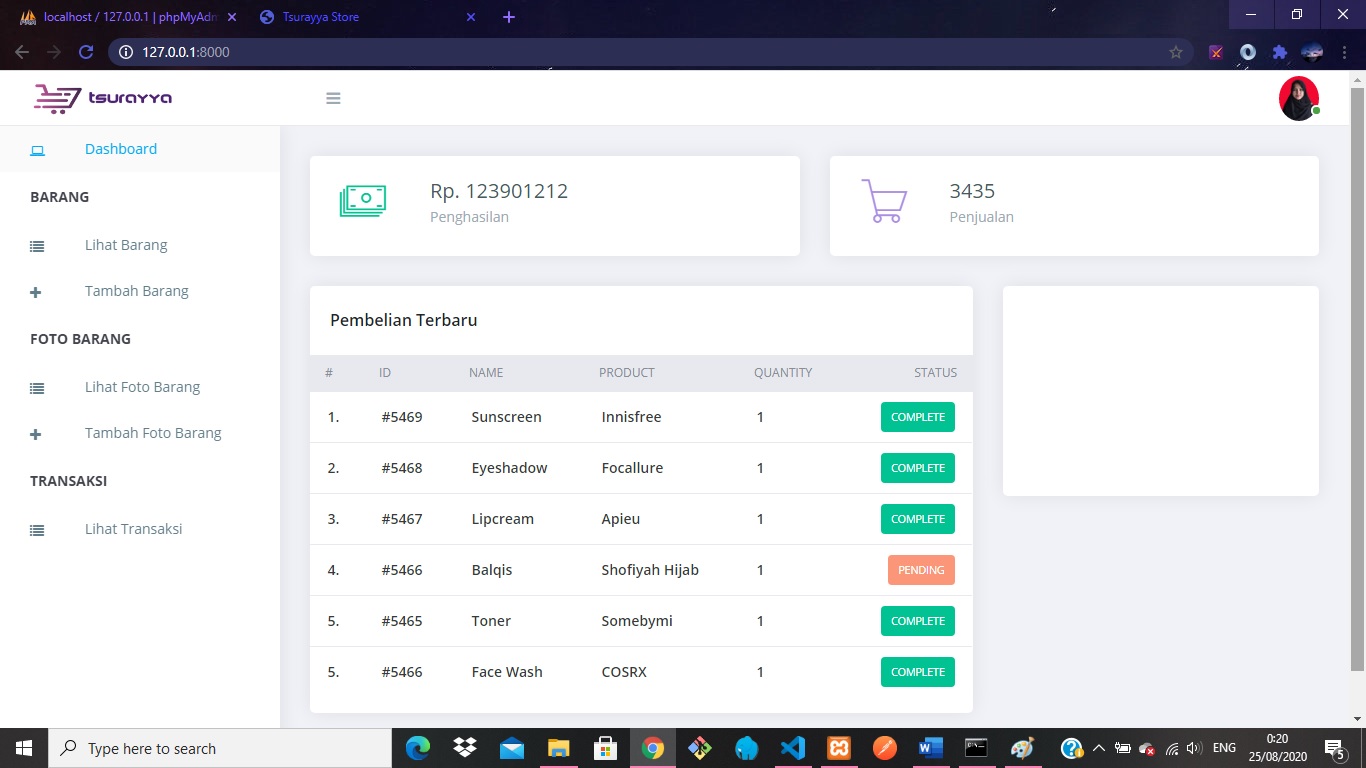 localhost / 127.0.0.1 | phpMyAdm
Tsurayya Store
127.0.0.1:8000
tsurayya
Dashboard
BARANG
Lihat Barang
Tambah Barang
FOTO BARANG
Lihat Foto Barang
Tambah Foto Barang
TRANSAKSI
Lihat Transaksi
Rp. 123901212
Penghasilan
3435
Penjualan
Pembelian Terbaru
# ID NAME PRODUCT QUANTITY STATUS
1. #5469 Sunscreen Innisfree 1 COMPLETE
2. #5468 Eyeshadow Focallure 1 COMPLETE
3. #5467 Lipcream Apieu 1 COMPLETE
4. #5466 Balqis Shofiyah Hijab 1 PENDING
5. #5465 Toner Somebymi 1 COMPLETE
5. #5466 Face Wash COSRX 1 COMPLETE
Type here to search
ENG
0:20
25/08/2020
5